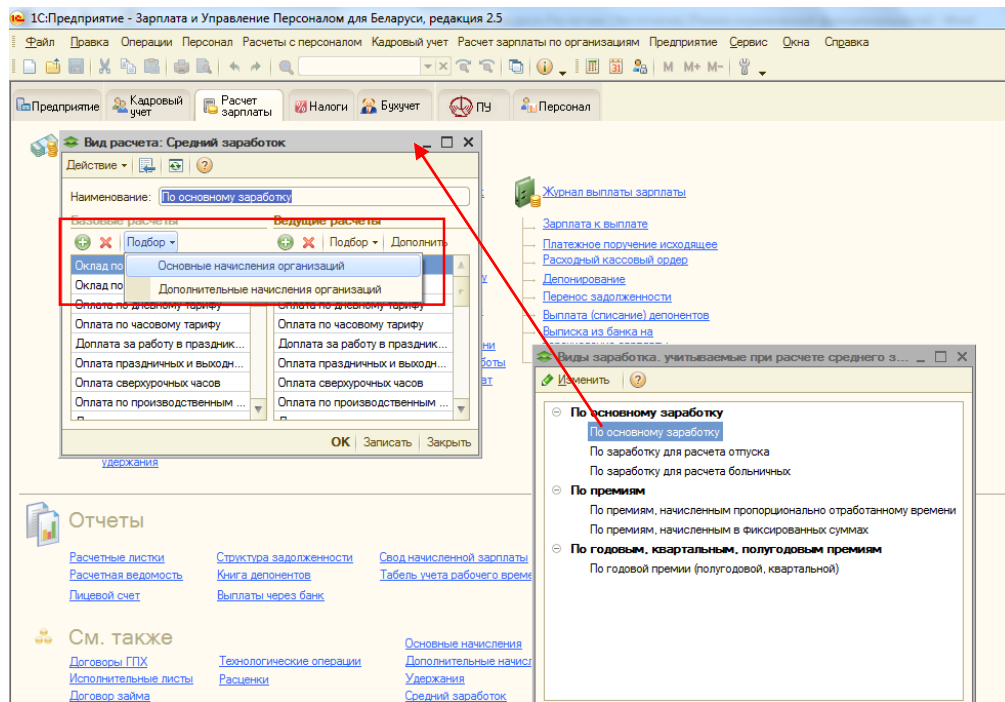 1С:Предприятие - Зарплата и Управление Персоналом для Беларуси, редакция 2.5
Файл Правка Операции Персонал Расчеты с персоналом Кадровый учет Расчет зарплаты по организациям Предприятие Сервис Окна Справка
M M+ M-
Предприятие Кадровый учет Расчет зарплаты Налоги Бухучет ПУ Персонал
Вид расчета: Средний заработок
Действие
Наименование: По основному заработку
Базовые расчеты Ведущие расчеты
Подбор Подбор Дополнить
Основные начисления организаций
Дополнительные начисления организаций
Оклад по
Оклад по
Оплата по дневному тарифу Оплата по дневному тарифу
Оплата по часовому тарифу Оплата по часовому тарифу
Доплата за работу в праздник... Доплата за работу в праздник...
Оплата праздничных и выходн... Оплата праздничных и выходн...
Оплата сверхурочных часов Оплата сверхурочных часов
Оплата по производственным ... Оплата по производственным ...
OK Записать Закрыть
удержания
Журнал выплаты зарплаты
Зарплата к выплате
Платежное поручение исходящее
Расходный кассовый ордер
Депонирование
Перенос задолженности
Выплата (списание) депонентов
Выписка из банка на
Виды заработка. учитываемые при расчете среднего з...
Изменить
По основному заработку
По основному заработку
По заработку для расчета отпуска
По заработку для расчета больничных
По премиям
По премиям, начисленным пропорционально отработанному времени
По премиям, начисленным в фиксированных суммах
По годовым, квартальным, полугодовым премиям
По годовой премии (полугодовой, квартальной)
Отчеты
Расчетные листки Структура задолженности Свод начисленной зарплаты
Расчетная ведомость Книга депонентов Табель учета рабочего време
Лицевой счет Выплаты через банк
См. также
Основные начисления
Договоры ГПХ Технологические операции Дополнительные начисл
Исполнительные листы Расценки Удержания
Договор займа Средний заработок